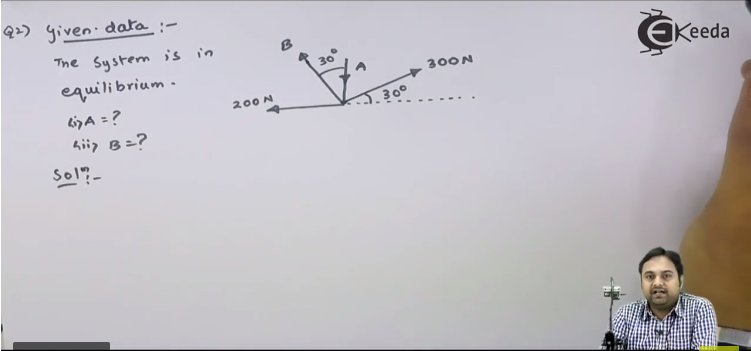 Q2) Given data :-
The system is in
equilibrium.
(i) A = ?
(ii) B = ?
Solⁿ:-
B
30°
A
300N
30°
200N
Ekeeda